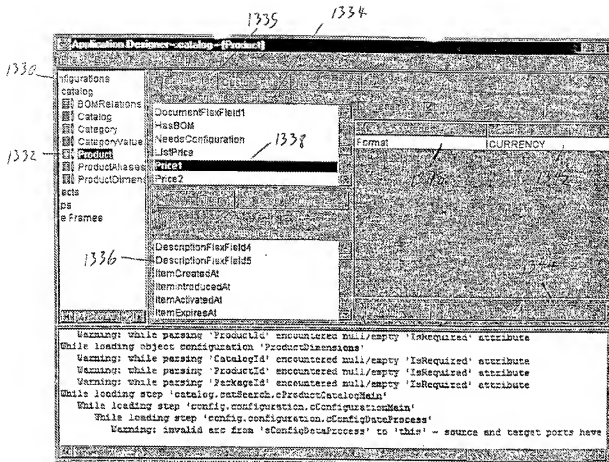 1335 1334
Application Designer - catalog - [Product]
1330
nfigurations
catalog
BOMRelations
Catalog
Category
CategoryValue
1332 Product
ProductAliases
ProductDimens
ects
ps
e Frames
DocumentFlexField1
HasBOM
NeedsConfiguration
ListPrice
Price1
1338
Price2
Format CURRENCY
1336
DescriptionFlexField4
DescriptionFlexField5
ItemCreatedAt
ItemIntroducedAt
ItemActivatedAt
ItemExpiresAt
Warning: while parsing 'ProductId' encountered null/empty 'IsRequired' attribute
While loading object configuration 'ProductDimensions'
Warning: while parsing 'CatalogId' encountered null/empty 'IsRequired' attribute
Warning: while parsing 'ProductId' encountered null/empty 'IsRequired' attribute
Warning: while parsing 'PackageId' encountered null/empty 'IsRequired' attribute
While loading step 'catalog.catSearch.cProductCatalogMain'
While loading step 'config.configuration.cConfigurationMain'
While loading step 'config.configuration.cConfigDataProcess'
Warning: invalid arc from 'sConfigDataProcess' to 'this' - source and target ports have